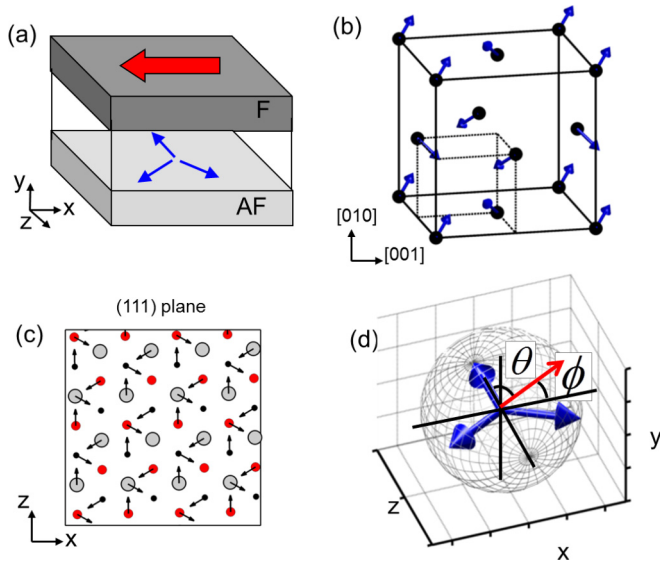 (a)
F
AF
y
x
z
(b)
[010]
[001]
(111) plane
(c)
z
x
(d)
θ
ϕ
y
z
x